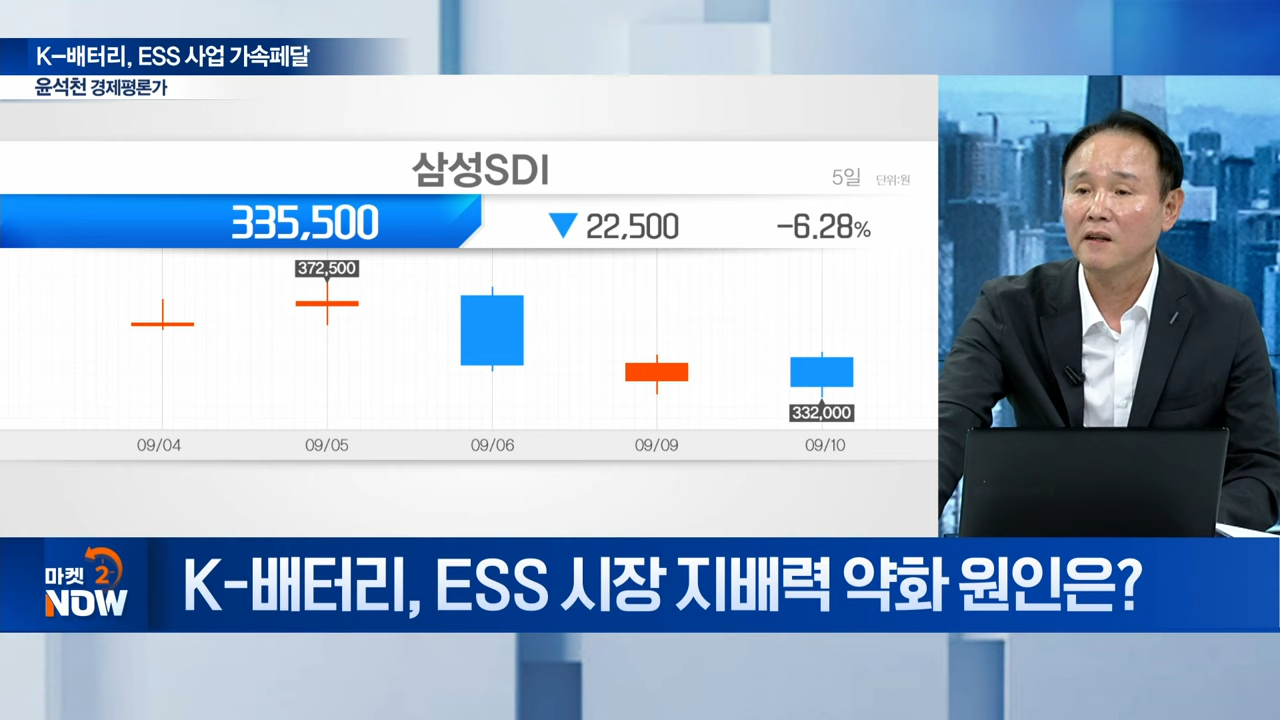 K-배터리, ESS 사업 가속페달
윤석천 경제평론가
삼성SDI
5일 단위:원
335,500 ▼ 22,500 -6.28%
372,500
332,000
09/04 09/05 09/06 09/09 09/10
마켓 2
NOW
K-배터리, ESS 시장 지배력 약화 원인은?